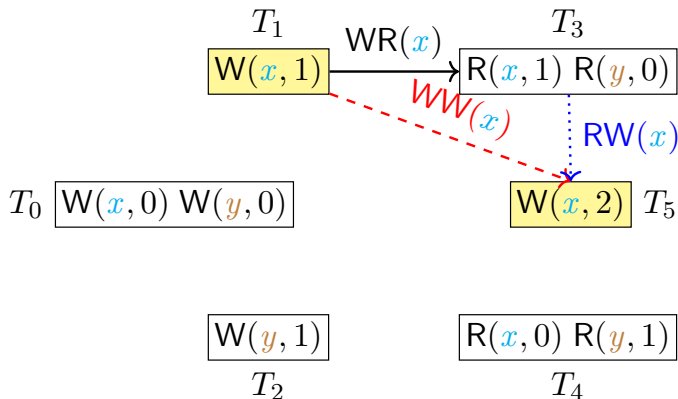 T₁ T₃
W(x, 1) WR(x) R(x, 1) R(y, 0)
WW(x) RW(x)
T₀ W(x, 0) W(y, 0) W(x, 2) T₅
W(y, 1) R(x, 0) R(y, 1)
T₂ T₄